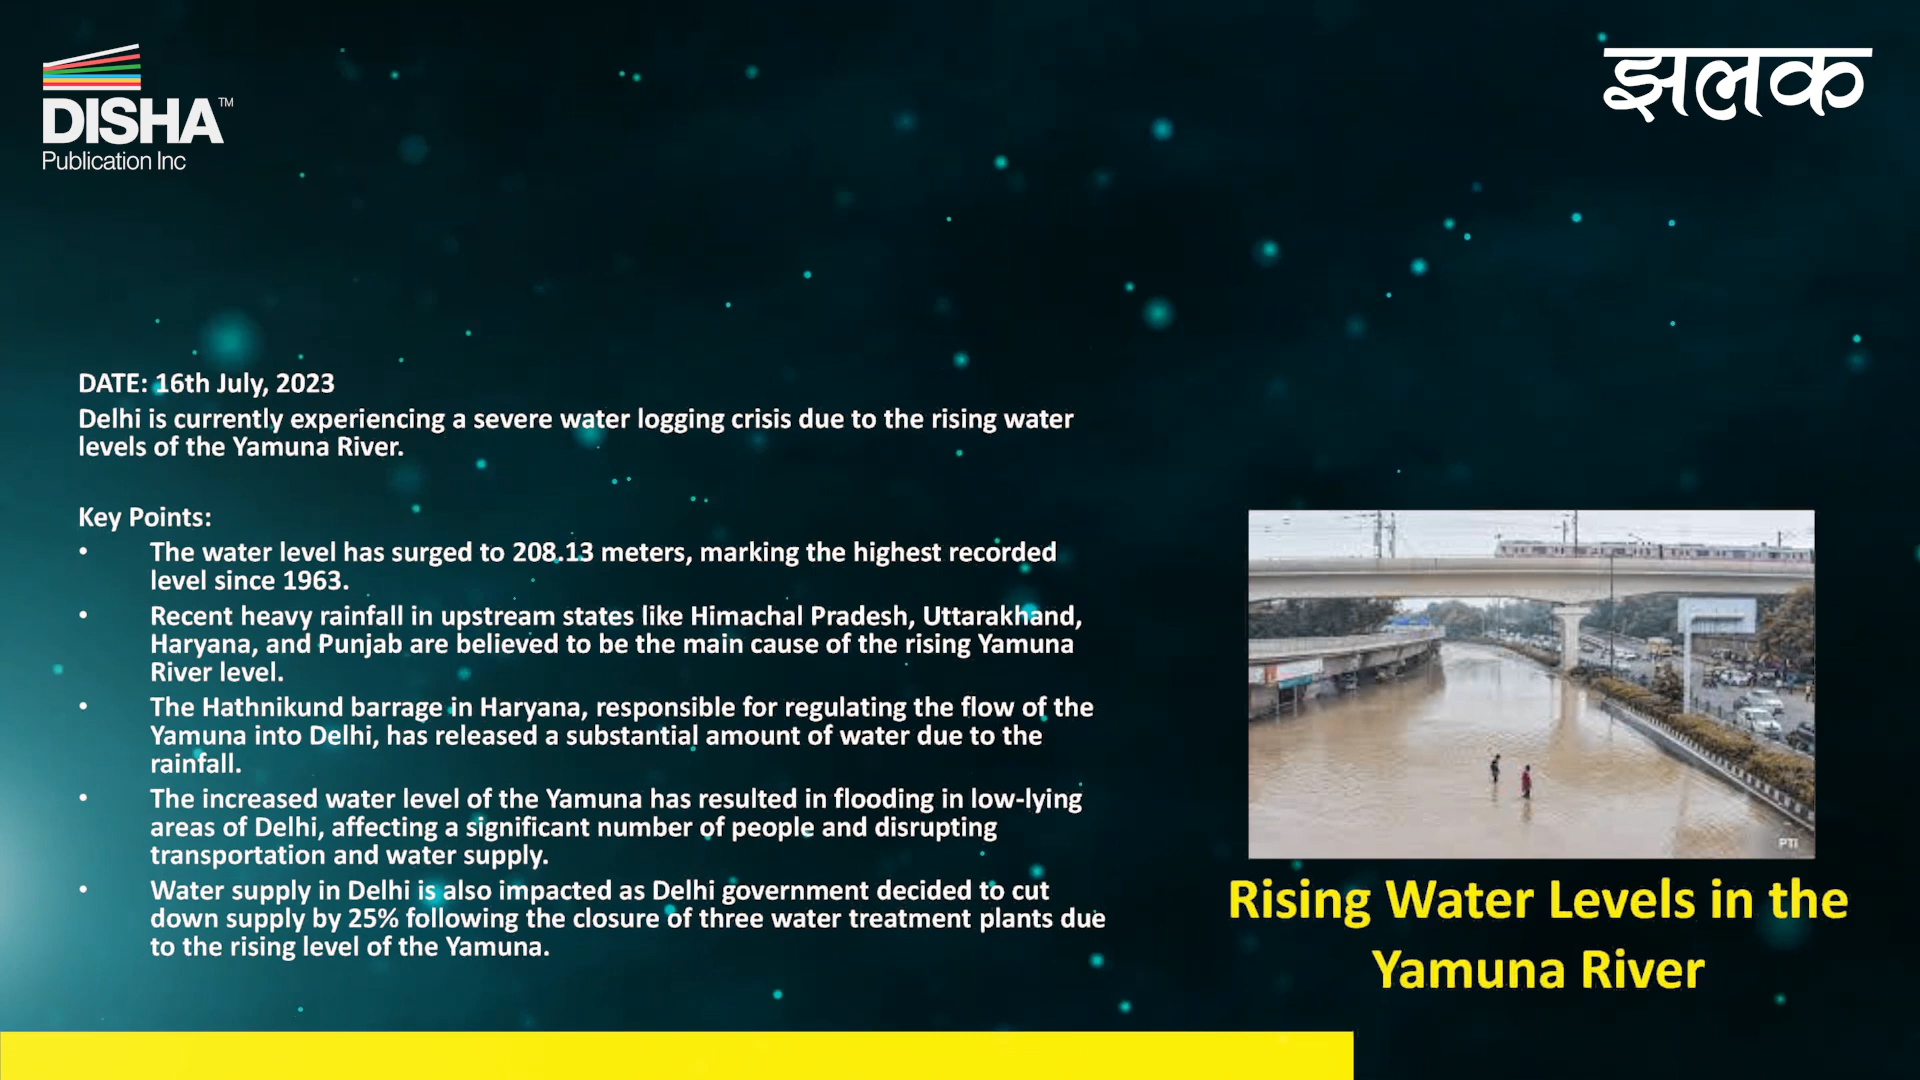 DISHA™
Publication Inc
झलक
DATE: 16th July, 2023
Delhi is currently experiencing a severe water logging crisis due to the rising water
levels of the Yamuna River.
Key Points:
• The water level has surged to 208.13 meters, marking the highest recorded
level since 1963.
• Recent heavy rainfall in upstream states like Himachal Pradesh, Uttarakhand,
Haryana, and Punjab are believed to be the main cause of the rising Yamuna
River level.
• The Hathnikund barrage in Haryana, responsible for regulating the flow of the
Yamuna into Delhi, has released a substantial amount of water due to the
rainfall.
• The increased water level of the Yamuna has resulted in flooding in low-lying
areas of Delhi, affecting a significant number of people and disrupting
transportation and water supply.
• Water supply in Delhi is also impacted as Delhi government decided to cut
down supply by 25% following the closure of three water treatment plants due
to the rising level of the Yamuna.
PTI
Rising Water Levels in the
Yamuna River